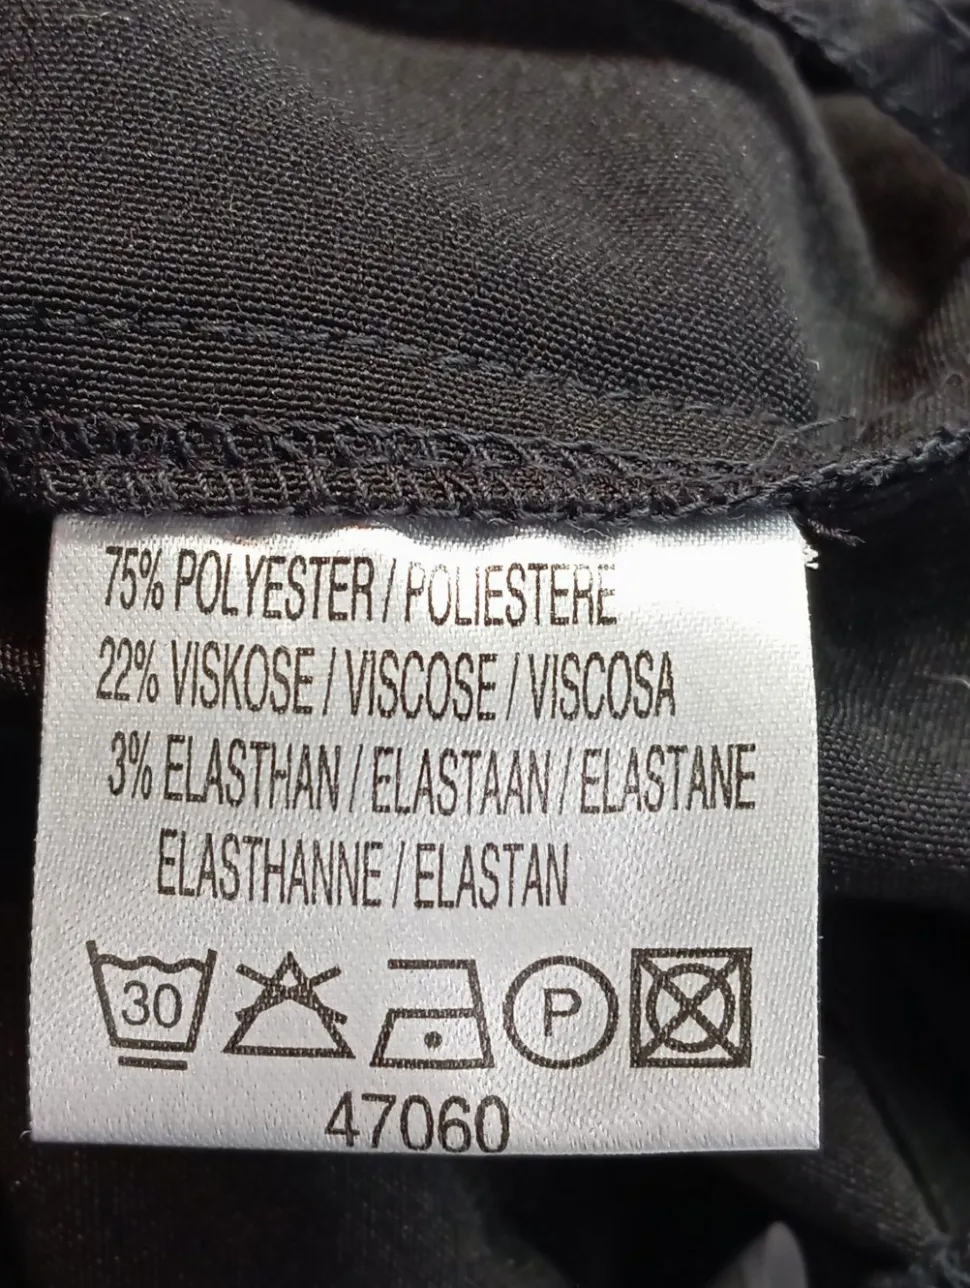 75% POLYESTER / POLIESTERE
22% VISKOSE / VISCOSE / VISCOSA
3% ELASTHAN / ELASTAAN / ELASTANE
ELASTHANNE / ELASTAN
30 P
47060